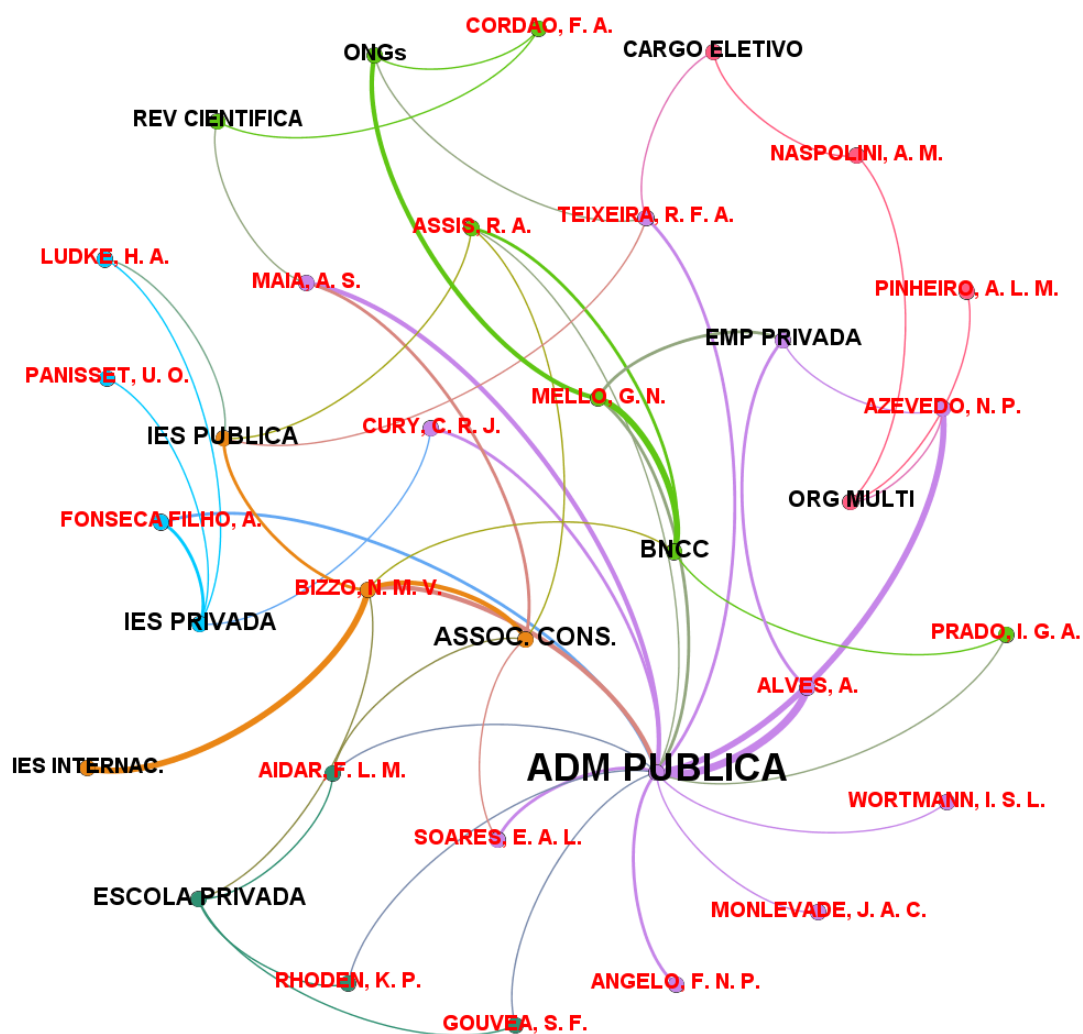 CORDAO, F. A.
ONGs
CARGO ELETIVO
REV CIENTIFICA
NASPOLINI, A. M.
TEIXEIRA, R. F. A.
ASSIS, R. A.
LUDKE, H. A.
MAIA, A. S.
PINHEIRO, A. L. M.
EMP PRIVADA
PANISSET, U. O.
MELLO, G. N.
AZEVEDO, N. P.
CURY, C. R. J.
IES PUBLICA
ORG MULTI
FONSECA FILHO, A.
BNCC
BIZZO, N. M. V.
IES PRIVADA
ASSOC. CONS.
PRADO, I. G. A.
ALVES, A.
IES INTERNAC.
AIDAR, F. L. M.
ADM PUBLICA
WORTMANN, I. S. L.
SOARES, E. A. L.
ESCOLA PRIVADA
MONLEVADE, J. A. C.
RHODEN, K. P.
ANGELO, F. N. P.
GOUVEA, S. F.